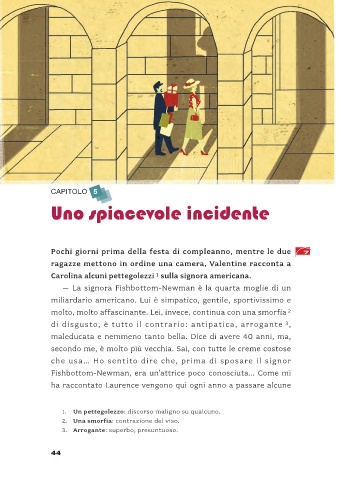 CAPITOLO 5
Uno spiacevole incidente
Pochi giorni prima della festa di compleanno, mentre le due
ragazze mettono in ordine una camera, Valentine racconta a
Carolina alcuni pettegolezzi ¹ sulla signora americana.
— La signora Fishbottom-Newman è la quarta moglie di un
miliardario americano. Lui è simpatico, gentile, sportivissimo e
molto, molto affascinante. Lei, invece, continua con una smorfia ²
di disgusto, è tutto il contrario: antipatica, arrogante ³,
maleducata e nemmeno tanto bella. Dice di avere 40 anni, ma,
secondo me, è molto più vecchia. Sai, con tutte le creme costose
che usa... Ho sentito dire che, prima di sposare il signor
Fishbottom-Newman, era un'attrice poco conosciuta... Come mi
ha raccontato Laurence vengono qui ogni anno a passare alcune
1. Un pettegolezzo: discorso maligno su qualcuno.
2. Una smorfia: contrazione del viso.
3. Arrogante: superbo, presuntuoso.
44